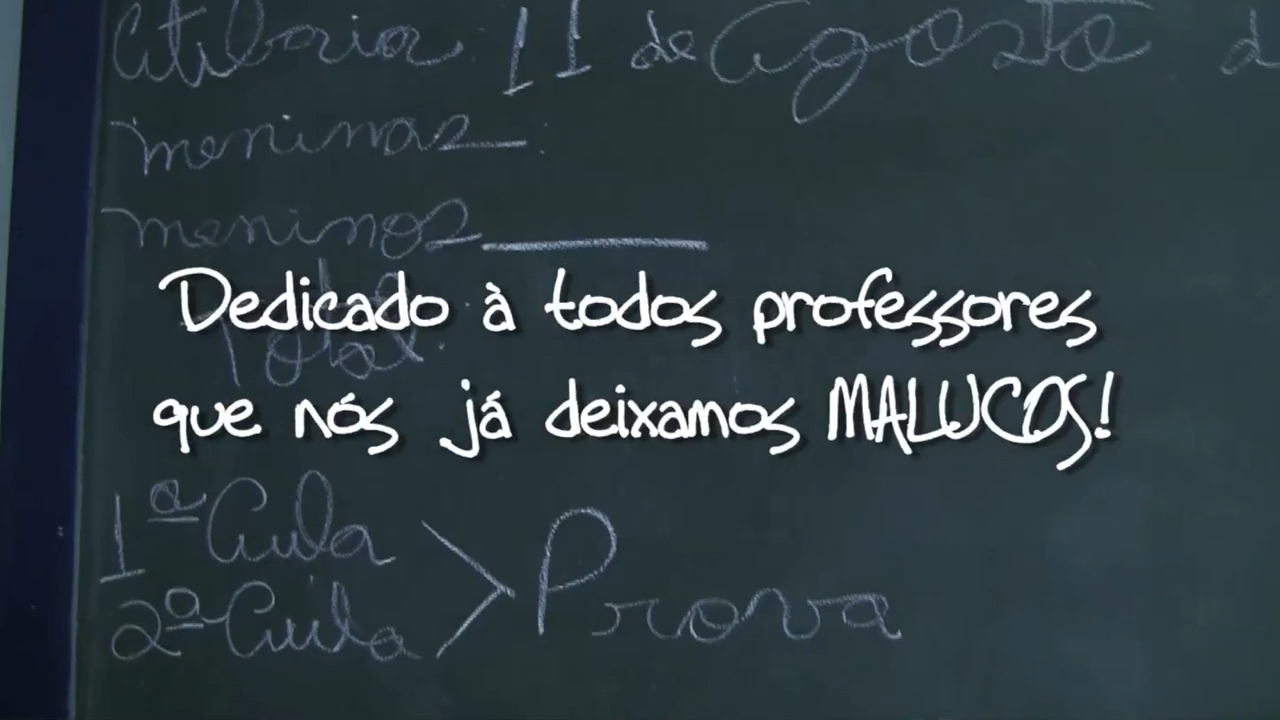 Atibaia, 11 de Agosto d
meninas :
meninos
Dedicado à todos professores
Total:
que nós já deixamos MALUCOS!
1ª Aula
2ª Aula > Prova